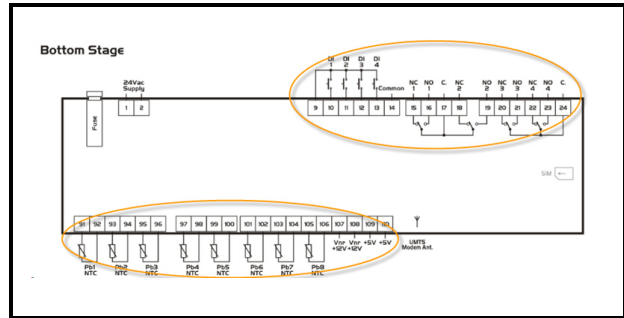 Bottom Stage
DI DI DI DI
1 2 3 4
NC NO C. NC NO NC NO NC NO C.
1 1 2 2 3 3 4 4
24Vac
Supply
Common
1 2
9 10 11 12 13 14
15 16 17 18 19 20 21 22 23 24
Fuse
SIM
91 92 93 94 95 96 97 98 99 100 101 102 103 104 105 106 107 108 109 110
Vnr Vnr +5V +5V
+12V +12V
UMTS
Modem Ant.
Pb1 Pb2 Pb3 Pb4 Pb5 Pb6 Pb7 Pb8
NTC NTC NTC NTC NTC NTC NTC NTC